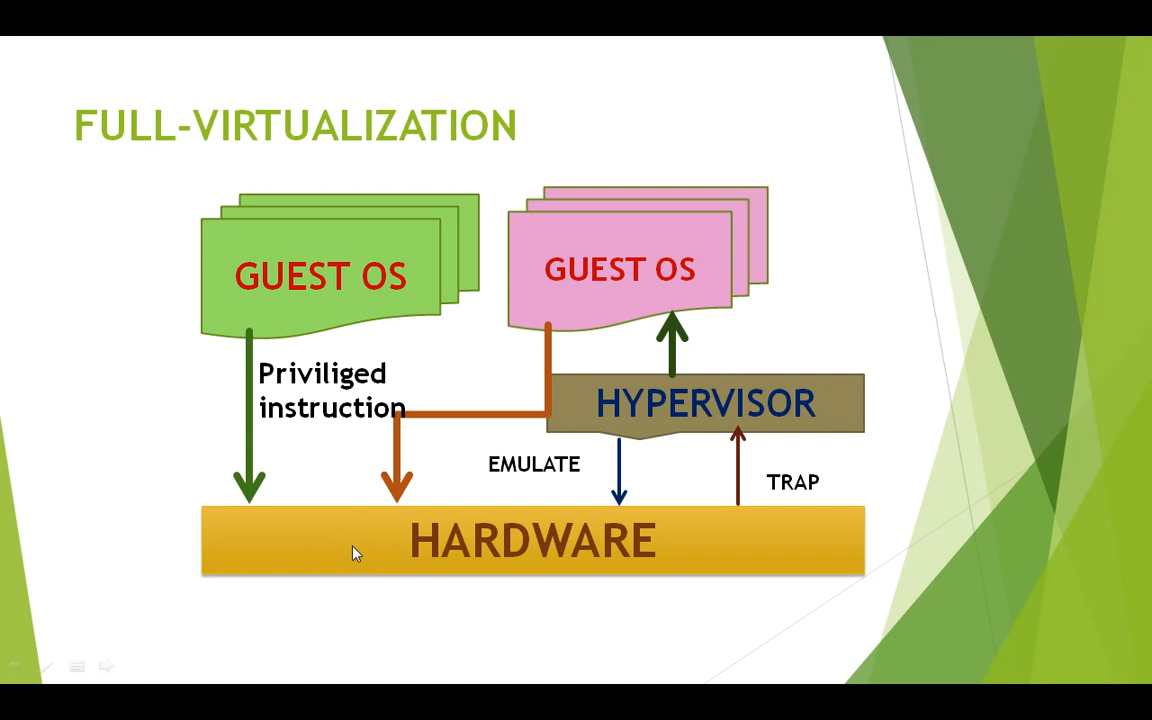 FULL-VIRTUALIZATION
GUEST OS
GUEST OS
Priviliged
instruction
HYPERVISOR
EMULATE
TRAP
HARDWARE